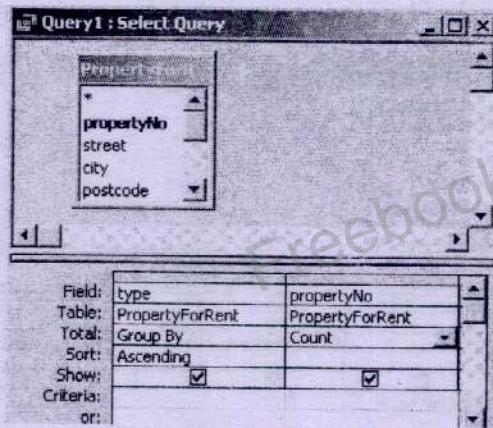 Query1 : Select Query
*
propertyNo
street
city
postcode
Freebook
Field: type propertyNo
Table: PropertyForRent PropertyForRent
Total: Group By Count
Sort: Ascending
Show:
Criteria:
or: